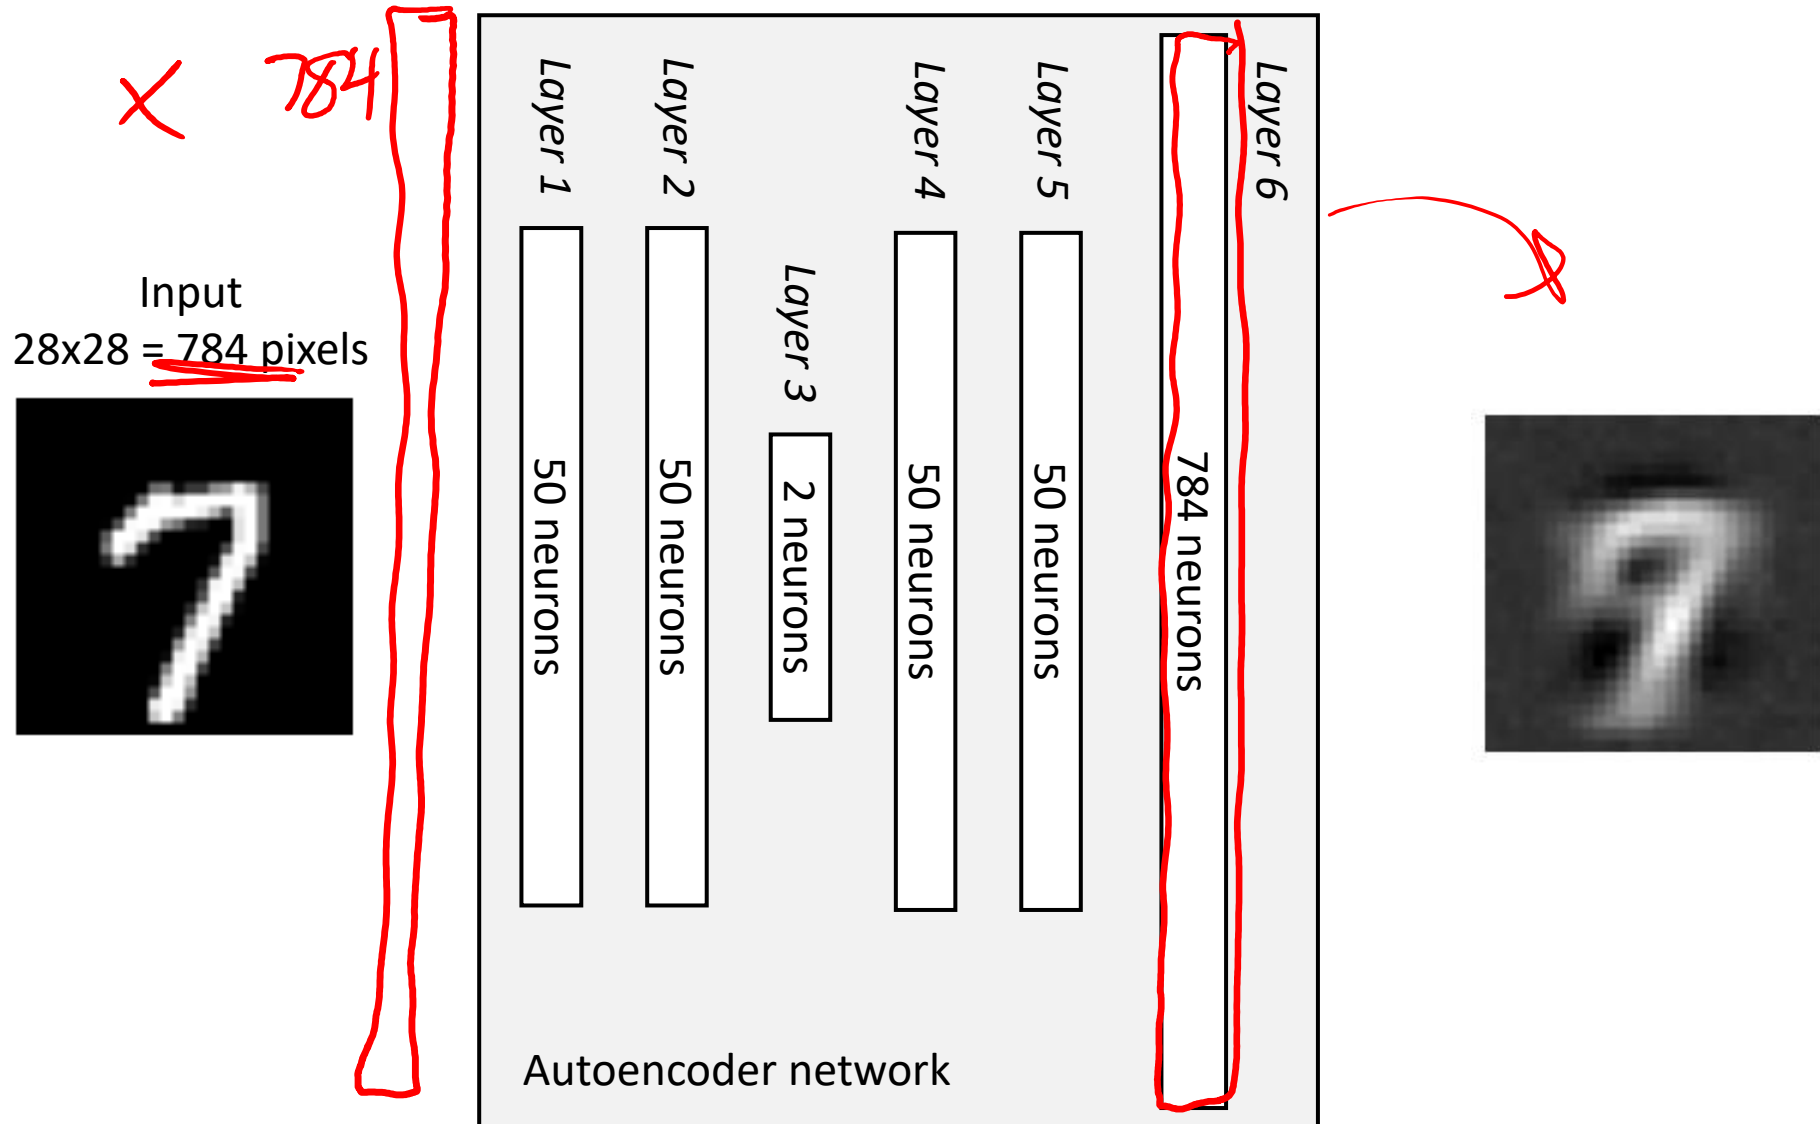 X 784
Input
28x28 = 784 pixels
Layer 1
50 neurons
Layer 2
50 neurons
Layer 3
2 neurons
Layer 4
50 neurons
Layer 5
50 neurons
Layer 6
784 neurons
Autoencoder network
7